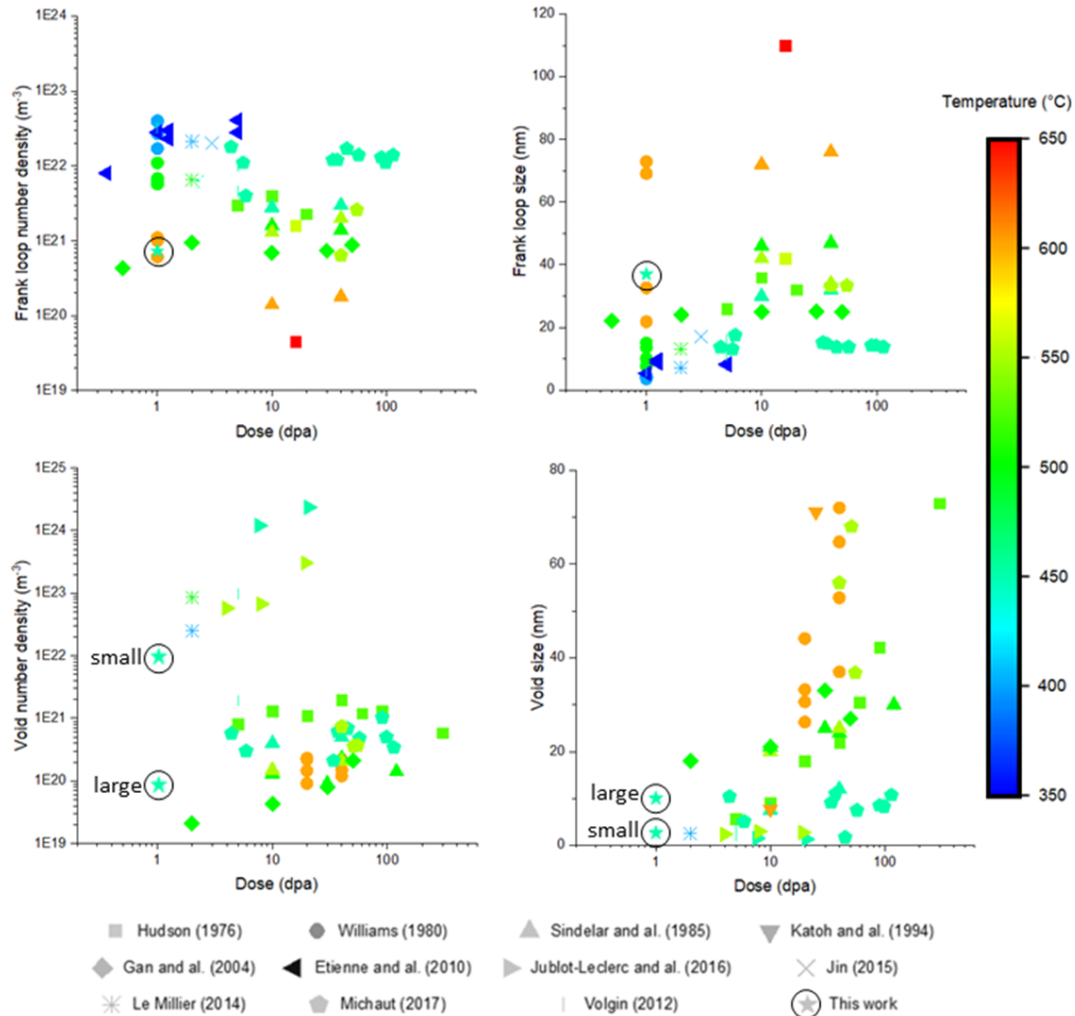 1E24
1E23
1E22
1E21
1E20
1E19
Frank loop number density (m⁻³)
1
10
100
Dose (dpa)
120
100
80
60
40
20
0
Frank loop size (nm)
1
10
100
Dose (dpa)
Temperature (°C)
650
600
550
500
450
400
350
1E25
1E24
1E23
1E22
1E21
1E20
1E19
Void number density (m⁻³)
small
large
1
10
100
Dose (dpa)
80
60
40
20
0
Void size (nm)
large
small
1
10
100
Dose (dpa)
Hudson (1976) Williams (1980) Sindelar and al. (1985) Katoh and al. (1994)
Gan and al. (2004) Etienne and al. (2010) Jublot-Leclerc and al. (2016) Jin (2015)
Le Millier (2014) Michaut (2017) Volgin (2012) This work